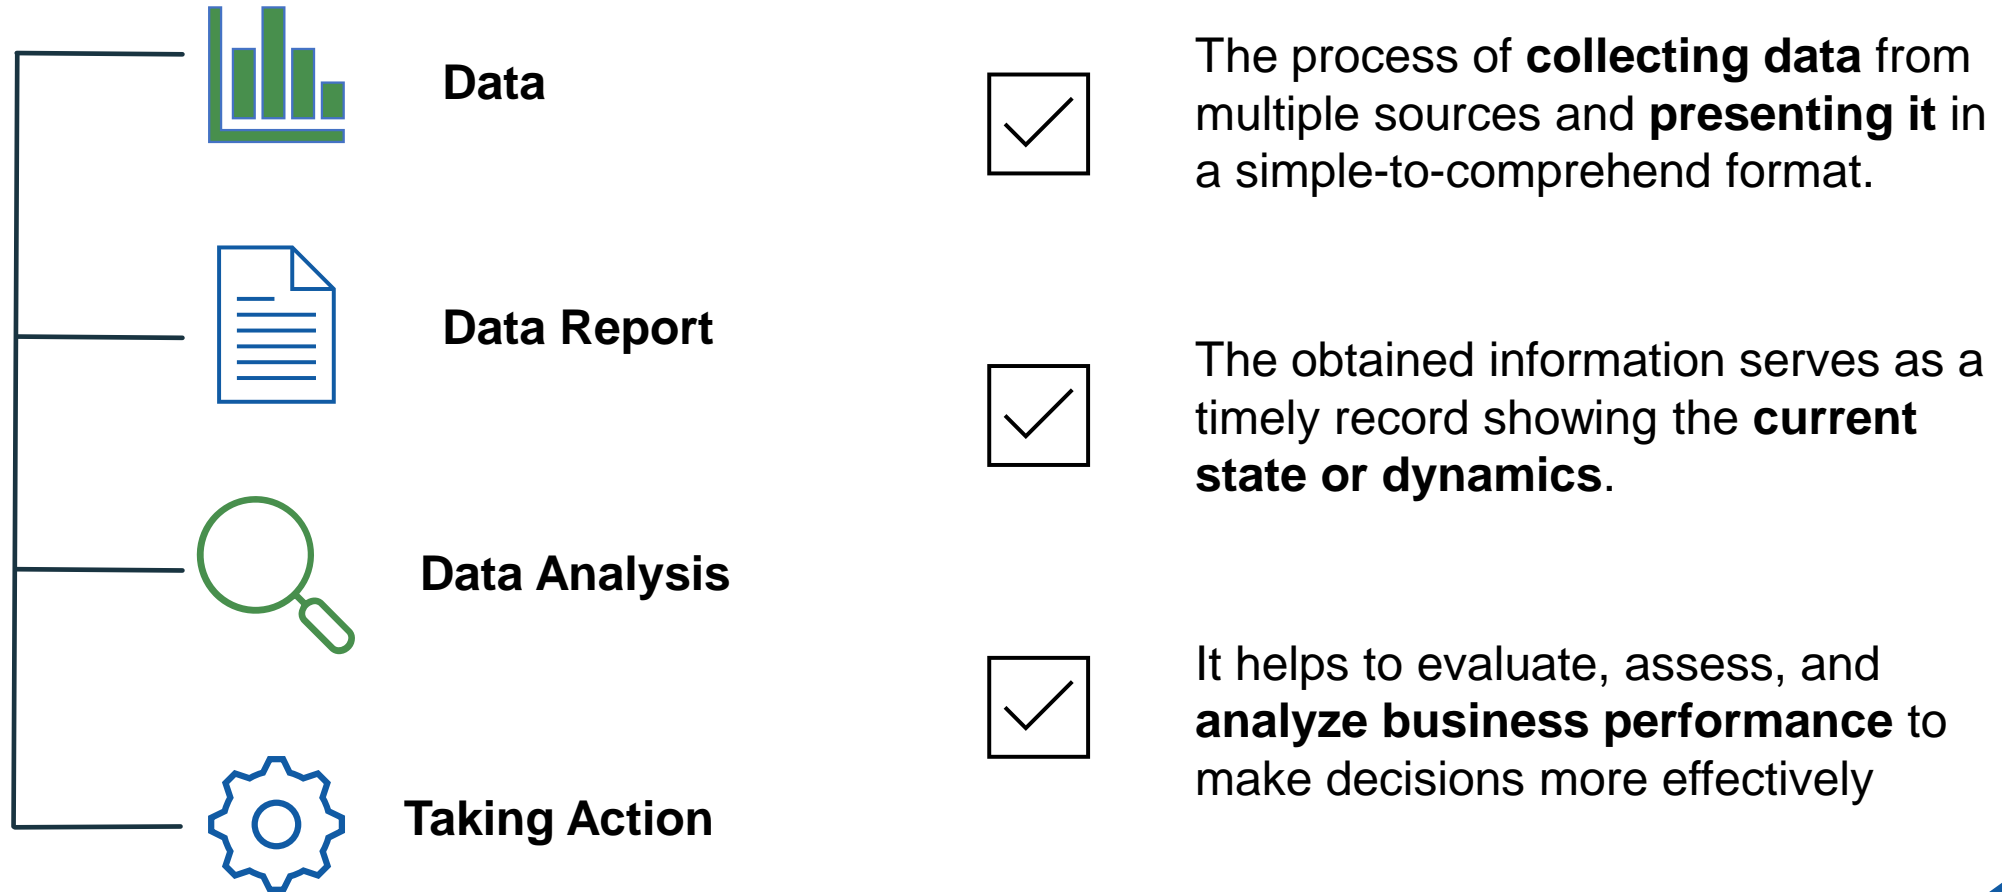 Data
Data Report
Data Analysis
Taking Action
The process of collecting data from
multiple sources and presenting it in
a simple-to-comprehend format.
The obtained information serves as a
timely record showing the current
state or dynamics.
It helps to evaluate, assess, and
analyze business performance to
make decisions more effectively